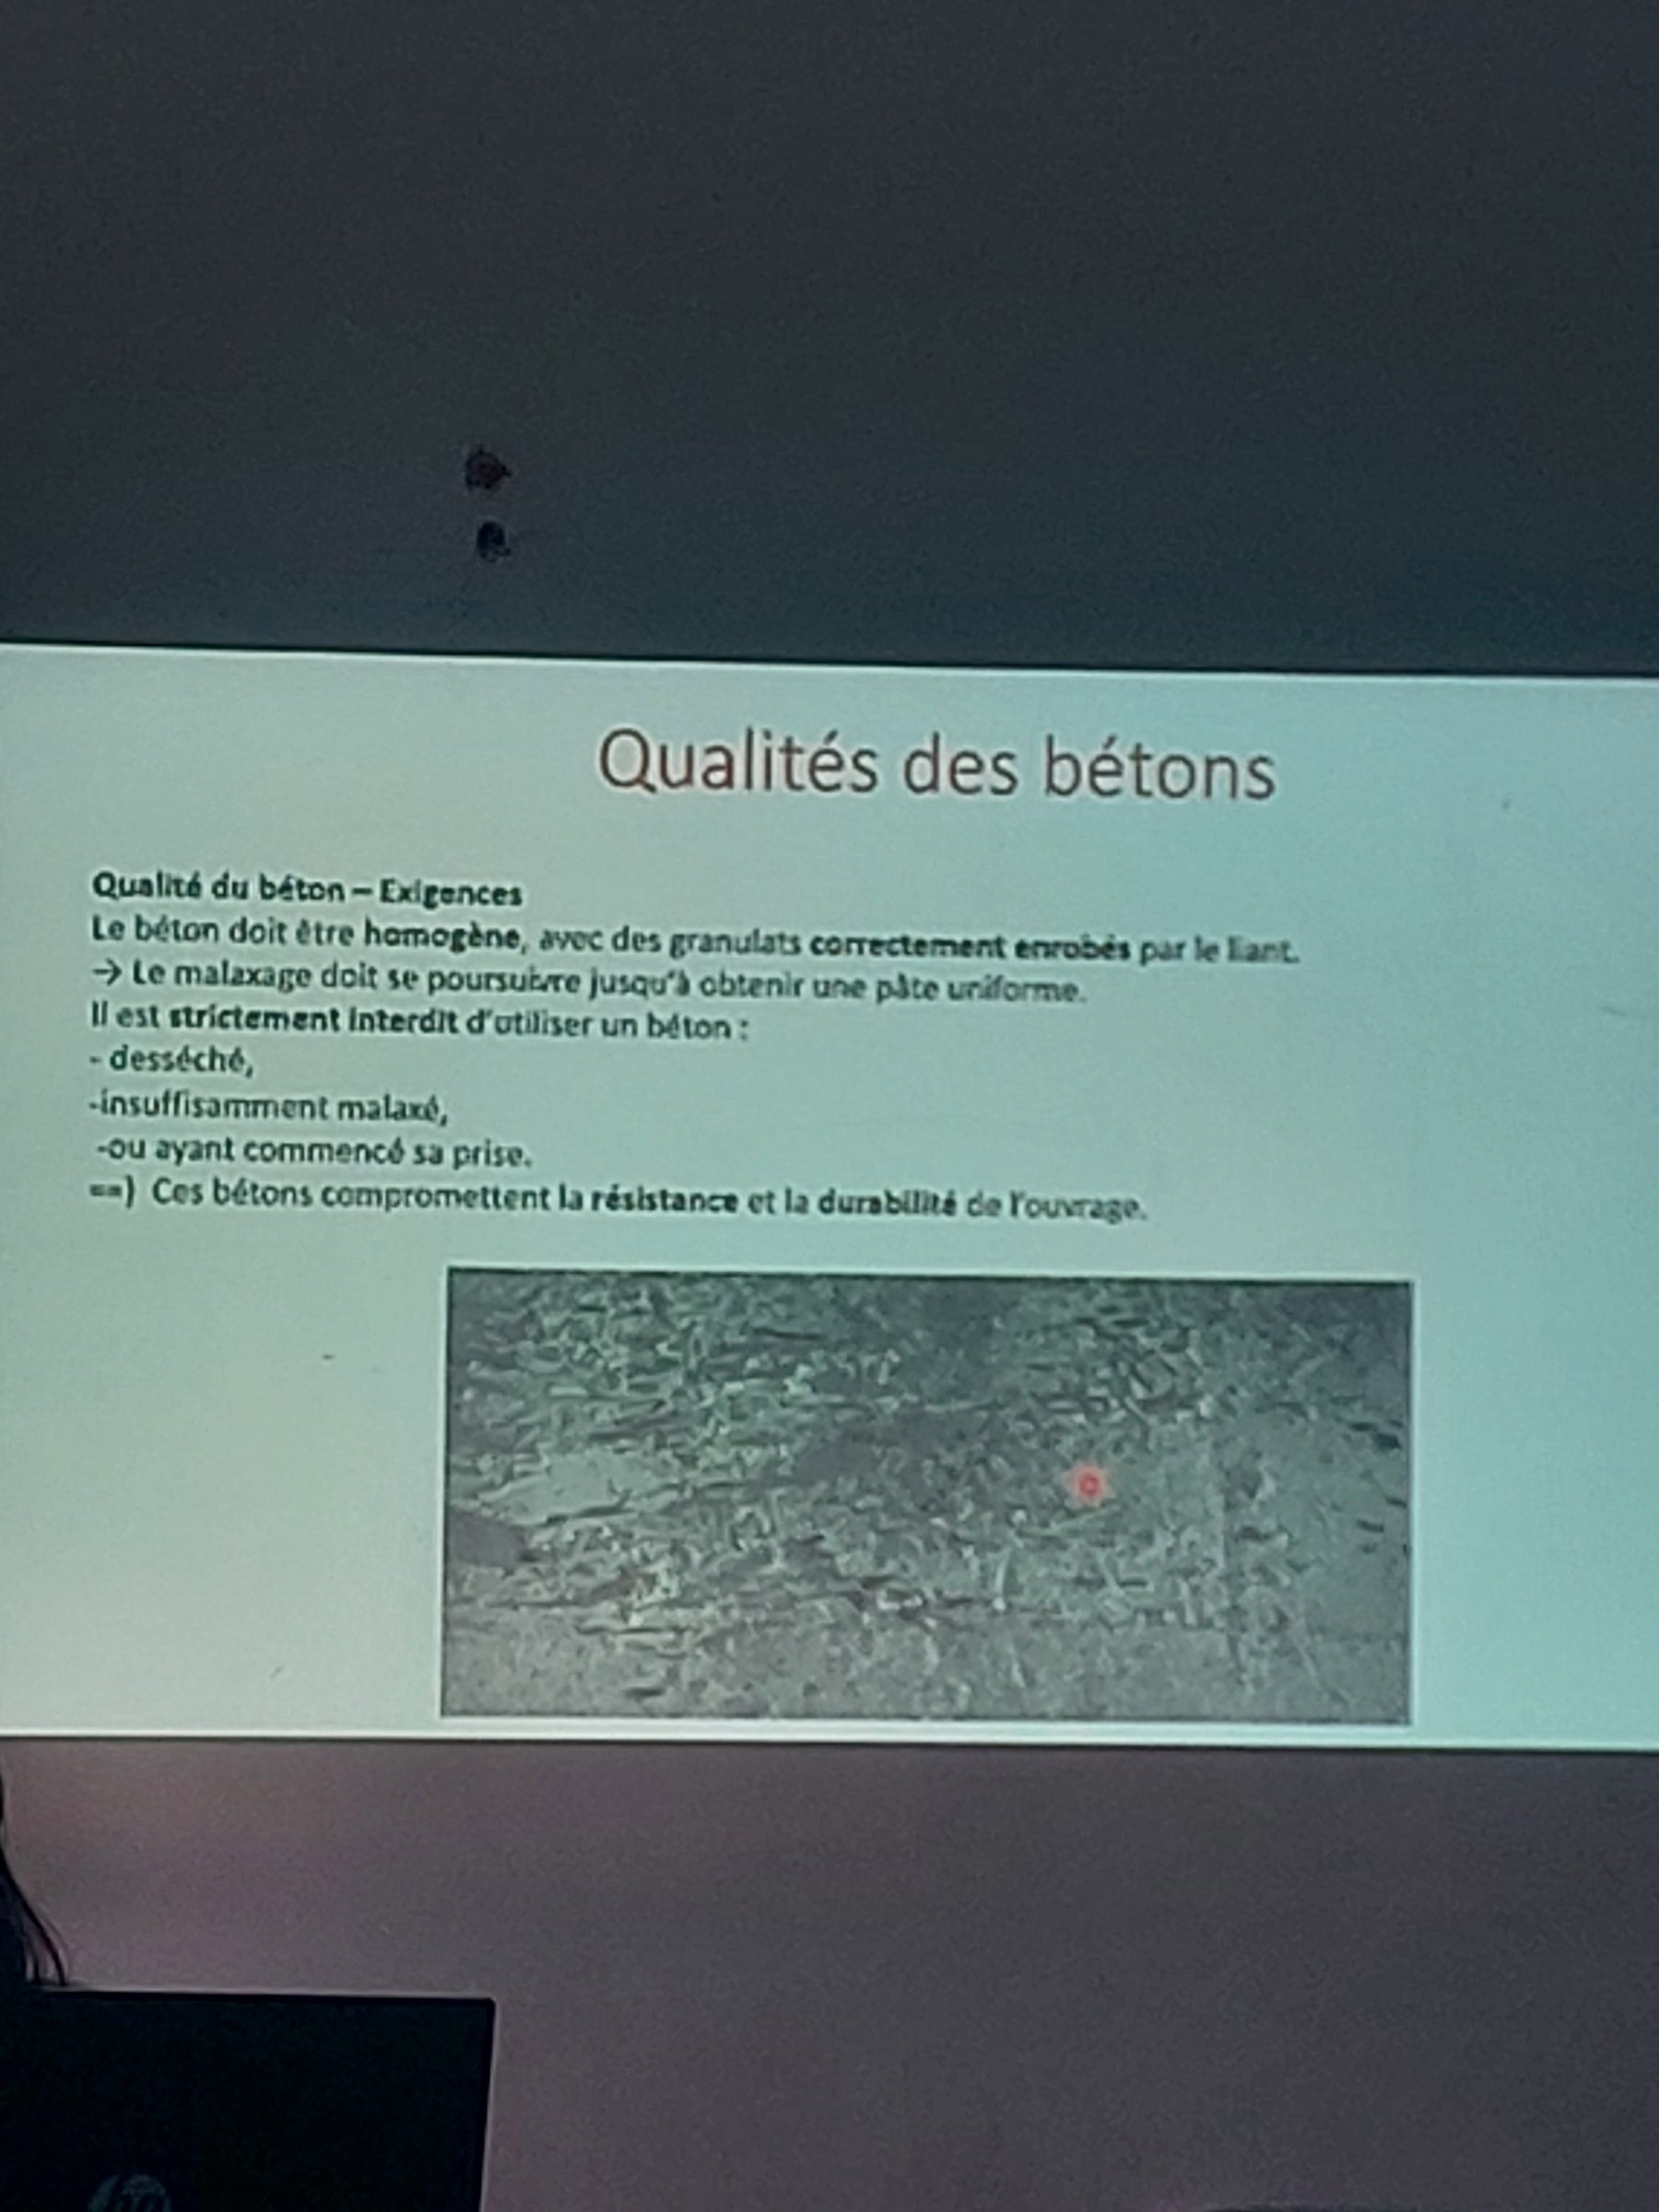 Qualités des bétons
Qualité du béton – Exigences
Le béton doit être homogène, avec des granulats correctement enrobés par le liant.
→ Le malaxage doit se poursuivre jusqu'à obtenir une pâte uniforme.
Il est strictement interdit d'utiliser un béton :
- desséché,
-insuffisamment malaxé,
-ou ayant commencé sa prise.
==) Ces bétons compromettent la résistance et la durabilité de l'ouvrage.
hp